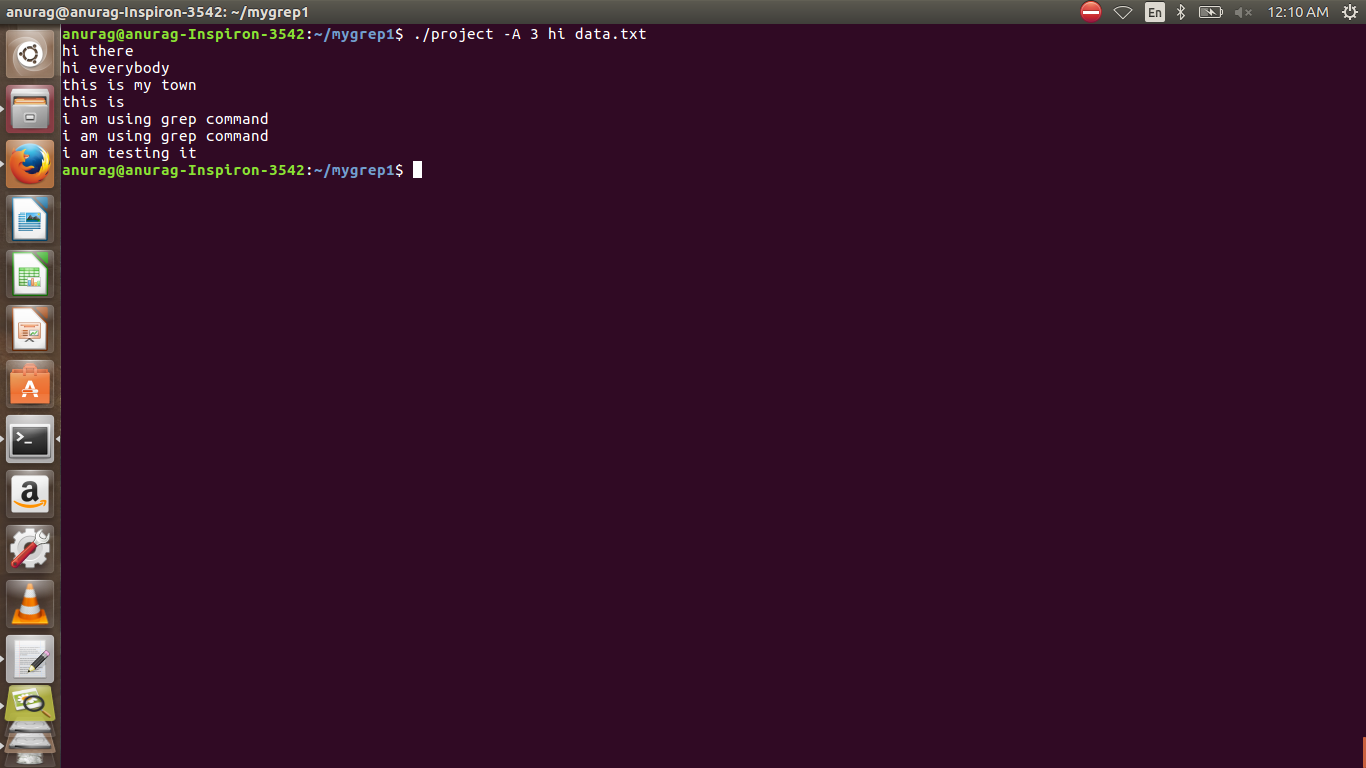 anurag@anurag-Inspiron-3542: ~/mygrep1
En
12:10 AM
anurag@anurag-Inspiron-3542:~/mygrep1$ ./project -A 3 hi data.txt
hi there
hi everybody
this is my town
this is
i am using grep command
i am using grep command
i am testing it
anurag@anurag-Inspiron-3542:~/mygrep1$